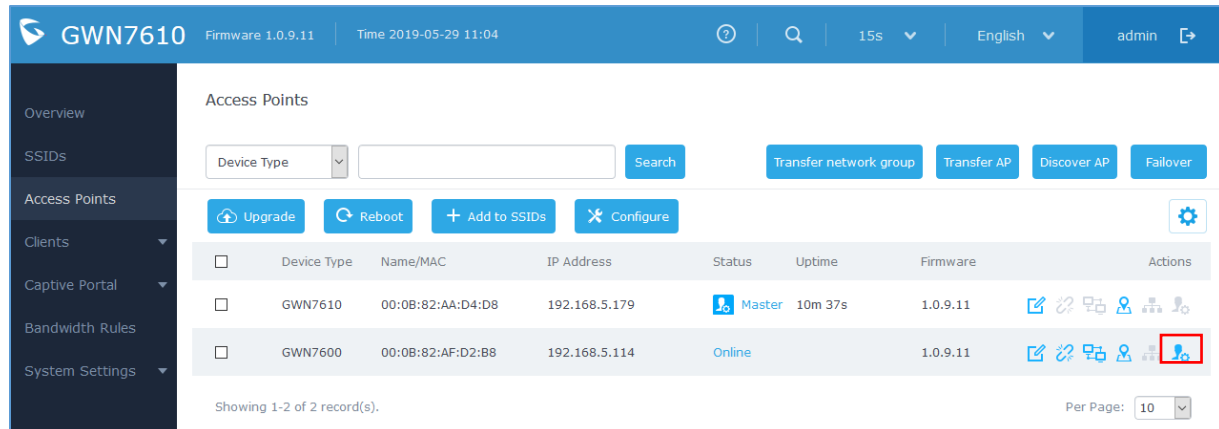 GWN7610 Firmware 1.0.9.11 Time 2019-05-29 11:04 15s English admin
Overview
SSIDs
Access Points
Clients
Captive Portal
Bandwidth Rules
System Settings
Access Points
Device Type Search Transfer network group Transfer AP Discover AP Failover
Upgrade Reboot + Add to SSIDs Configure
Device Type Name/MAC IP Address Status Uptime Firmware Actions
GWN7610 00:0B:82:AA:D4:D8 192.168.5.179 Master 10m 37s 1.0.9.11
GWN7600 00:0B:82:AF:D2:B8 192.168.5.114 Online 1.0.9.11
Showing 1-2 of 2 record(s). Per Page: 10